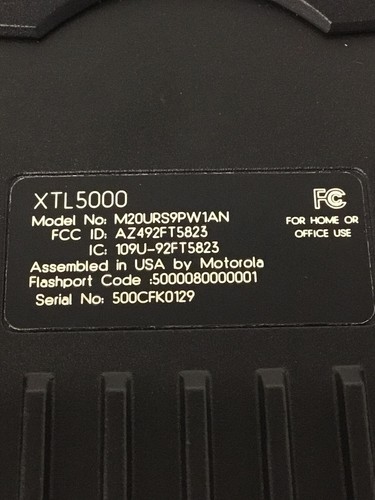 XTL5000
Model No: M20URS9PW1AN
FCC ID: AZ492FT5823
IC: 109U-92FT5823
Assembled in USA by Motorola
Flashport Code :5000080000001
Serial No: 500CFK0129
FC
FOR HOME OR
OFFICE USE